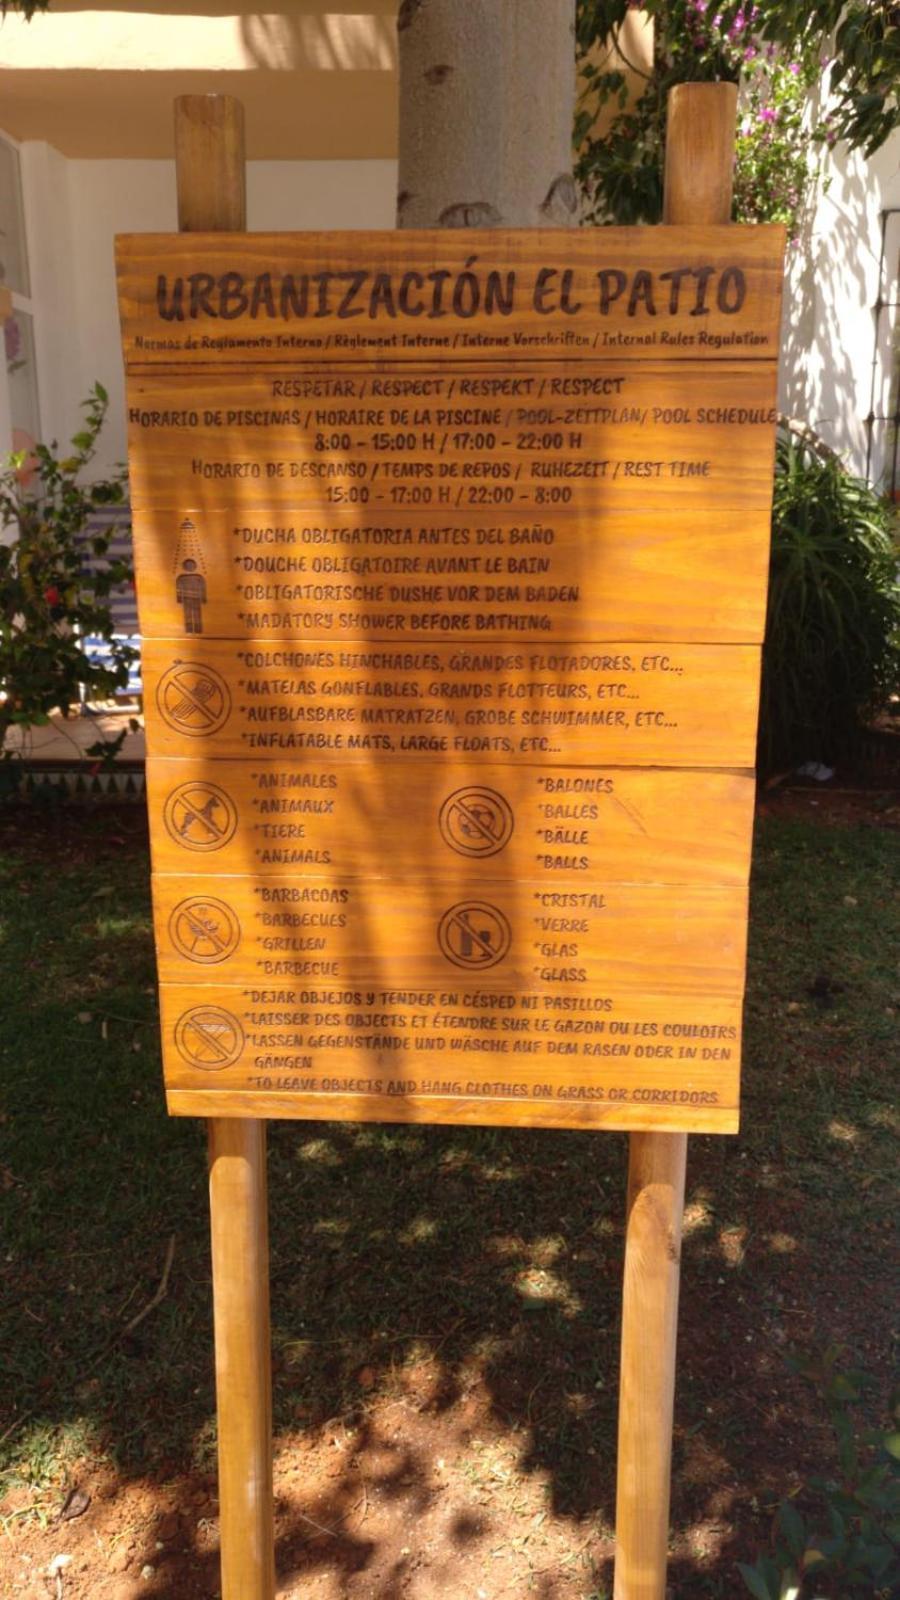 URBANIZACIÓN EL PATIO
Normas de Reglamento Interno / Règlement Interne / Interne Vorschriften / Internal Rules Regulation
RESPETAR / RESPECT / RESPEKT / RESPECT
HORARIO DE PISCINAS / HORAIRE DE LA PISCINE / POOL-ZEITPLAN / POOL SCHEDULE
8:00 - 15:00 H / 17:00 - 22:00 H
HORARIO DE DESCANSO / TEMPS DE REPOS / RUHEZEIT / REST TIME
15:00 - 17:00 H / 22:00 - 8:00
*DUCHA OBLIGATORIA ANTES DEL BAÑO
*DOUCHE OBLIGATOIRE AVANT LE BAIN
*OBLIGATORISCHE DUSHE VOR DEM BADEN
*MADATORY SHOWER BEFORE BATHING
*COLCHONES HINCHABLES, GRANDES FLOTADORES, ETC...
*MATELAS GONFLABLES, GRANDS FLOTTEURS, ETC...
*AUFBLASBARE MATRATZEN, GROBE SCHWIMMER, ETC...
*INFLATABLE MATS, LARGE FLOATS, ETC...
*ANIMALES
*ANIMAUX
*TIERE
*ANIMALS
*BALONES
*BALLES
*BÄLLE
*BALLS
*BARBACOAS
*BARBECUES
*GRILLEN
*BARBECUE
*CRISTAL
*VERRE
*GLAS
*GLASS
*DEJAR OBJEJOS Y TENDER EN CÉSPED NI PASILLOS
*LAISSER DES OBJECTS ET ÉTENDRE SUR LE GAZON OU LES COULOIRS
*LASSEN GEGENSTÄNDE UND WÄSCHE AUF DEM RASEN ODER IN DEN
GÄNGEN
*TO LEAVE OBJECTS AND HANG CLOTHES ON GRASS OR CORRIDORS